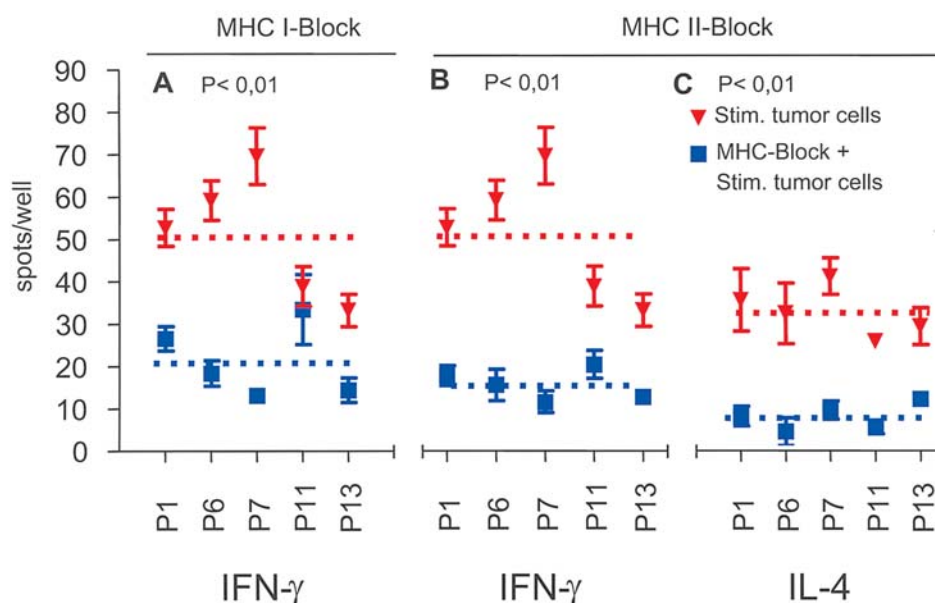 MHC I-Block
MHC II-Block
90
80
70
60
50
40
30
20
10
0
spots/well
A
P< 0,01
B
P< 0,01
C
P< 0,01
Stim. tumor cells
MHC-Block +
Stim. tumor cells
P1
P6
P7
P11
P13
P1
P6
P7
P11
P13
P1
P6
P7
P11
P13
IFN-γ
IFN-γ
IL-4